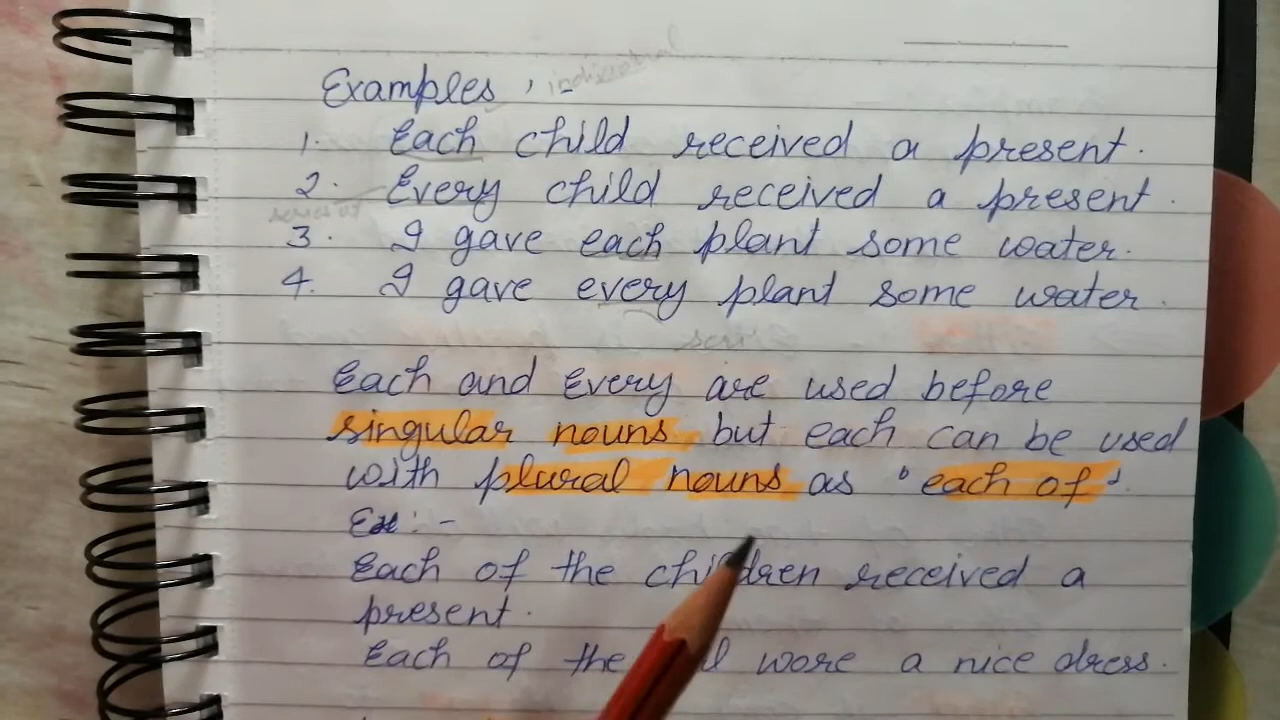 Examples :-
1. Each child received a present.
2. Every child received a present.
3. I gave each plant some water.
4. I gave every plant some water.
Each and Every are used before
singular nouns, but each can be used
with plural nouns as 'each of'.
Ex:-
Each of the children received a
present.
Each of the wore a nice dress.